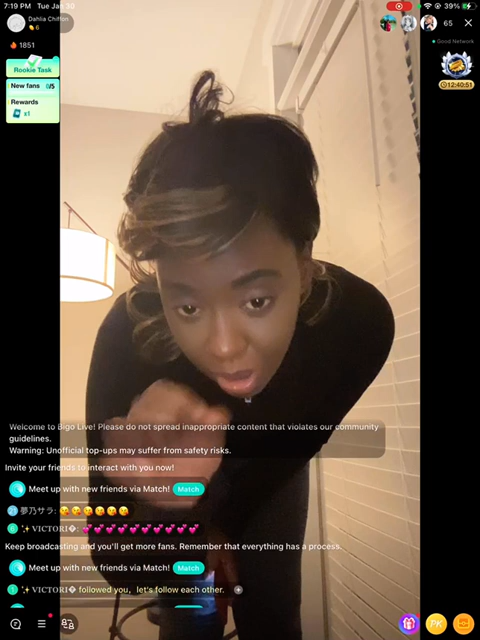 7:19 PM Tue Jan 30
39%
Dahlia Chiffon
6
65
1851
Good Network
Rookie Task
New fans 0/5
Rewards
x1
12:40:51
Welcome to Bigo Live! Please do not spread inappropriate content that violates our community
guidelines.
Warning: Unofficial top-ups may suffer from safety risks.
Invite your friends to interact with you now!
Meet up with new friends via Match! Match
夢乃サラ: 😘😘😘😘😘😘
6 ✨ VICTORI�: 💕💕💕💕💕💕💕💕💕💕
Keep broadcasting and you'll get more fans. Remember that everything has a process.
Meet up with new friends via Match! Match
✨ VICTORI� followed you, let's follow each other.
PK